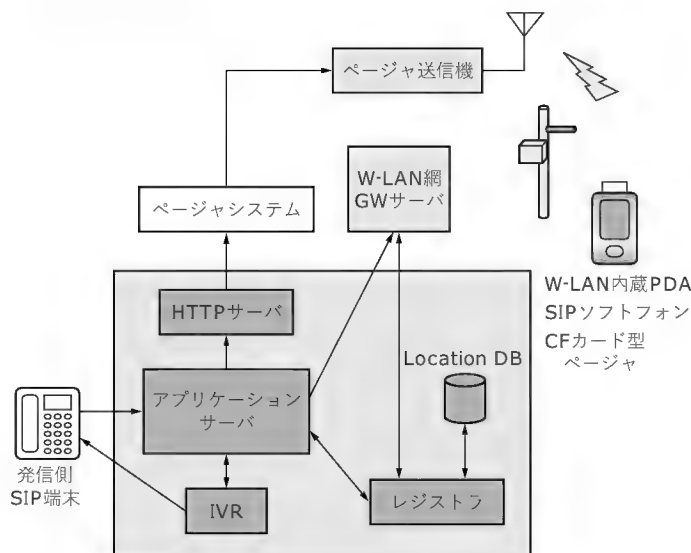 ページャ送信機
W-LAN網
GWサーバ
ページャシステム
W-LAN内蔵PDA
SIPソフトフォン
CFカード型
ページャ
HTTPサーバ
Location DB
アプリケーション
サーバ
発信側
SIP端末
IVR
レジストラ